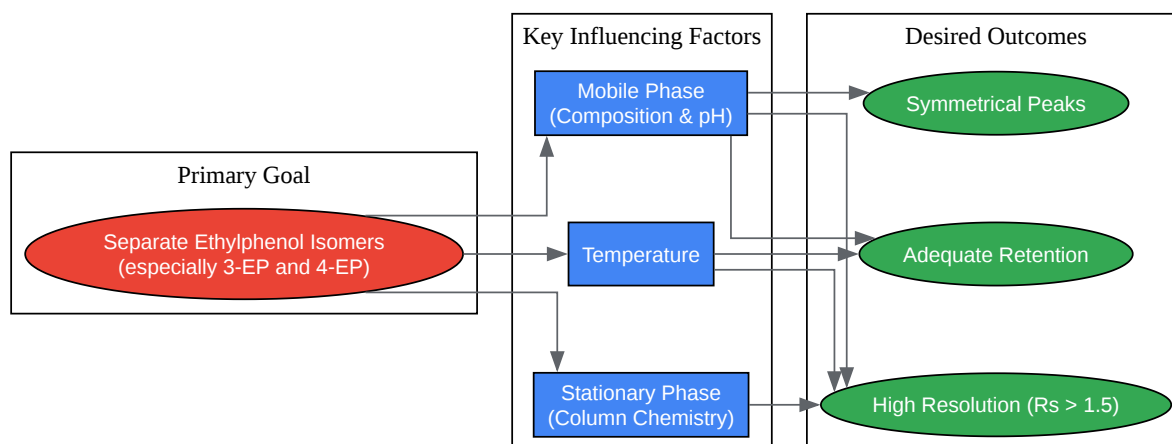 Primary Goal
Separate Ethylphenol Isomers
(especially 3-EP and 4-EP)
Key Influencing Factors
Mobile Phase
(Composition & pH)
Temperature
Stationary Phase
(Column Chemistry)
Desired Outcomes
Symmetrical Peaks
Adequate Retention
High Resolution (Rs > 1.5)